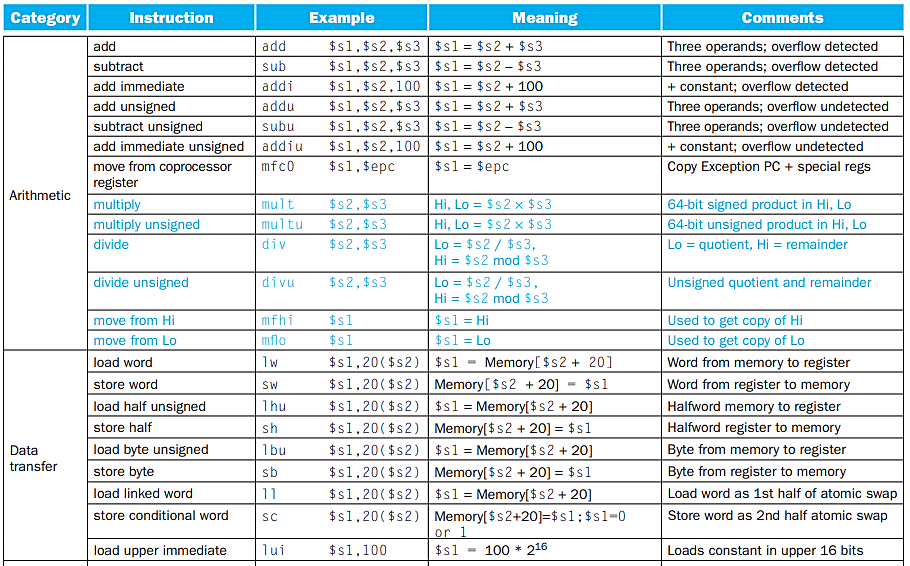 Category Instruction Example Meaning Comments
Arithmetic
add add $s1,$s2,$s3 $s1 = $s2 + $s3 Three operands; overflow detected
subtract sub $s1,$s2,$s3 $s1 = $s2 – $s3 Three operands; overflow detected
add immediate addi $s1,$s2,100 $s1 = $s2 + 100 + constant; overflow detected
add unsigned addu $s1,$s2,$s3 $s1 = $s2 + $s3 Three operands; overflow undetected
subtract unsigned subu $s1,$s2,$s3 $s1 = $s2 – $s3 Three operands; overflow undetected
add immediate unsigned addiu $s1,$s2,100 $s1 = $s2 + 100 + constant; overflow undetected
move from coprocessor mfc0 $s1,$epc $s1 = $epc Copy Exception PC + special regs
register
multiply mult $s2,$s3 Hi, Lo = $s2 × $s3 64-bit signed product in Hi, Lo
multiply unsigned multu $s2,$s3 Hi, Lo = $s2 × $s3 64-bit unsigned product in Hi, Lo
divide div $s2,$s3 Lo = $s2 / $s3, Lo = quotient, Hi = remainder
Hi = $s2 mod $s3
divide unsigned divu $s2,$s3 Lo = $s2 / $s3, Unsigned quotient and remainder
Hi = $s2 mod $s3
move from Hi mfhi $s1 $s1 = Hi Used to get copy of Hi
move from Lo mflo $s1 $s1 = Lo Used to get copy of Lo
Data
transfer
load word lw $s1,20($s2) $s1 = Memory[$s2 + 20] Word from memory to register
store word sw $s1,20($s2) Memory[$s2 + 20] = $s1 Word from register to memory
load half unsigned lhu $s1,20($s2) $s1 = Memory[$s2 + 20] Halfword memory to register
store half sh $s1,20($s2) Memory[$s2 + 20] = $s1 Halfword register to memory
load byte unsigned lbu $s1,20($s2) $s1 = Memory[$s2 + 20] Byte from memory to register
store byte sb $s1,20($s2) Memory[$s2 + 20] = $s1 Byte from register to memory
load linked word ll $s1,20($s2) $s1 = Memory[$s2 + 20] Load word as 1st half of atomic swap
store conditional word sc $s1,20($s2) Memory[$s2+20]=$s1;$s1=0 Store word as 2nd half atomic swap
or 1
load upper immediate lui $s1,100 $s1 = 100 * 2¹⁶ Loads constant in upper 16 bits